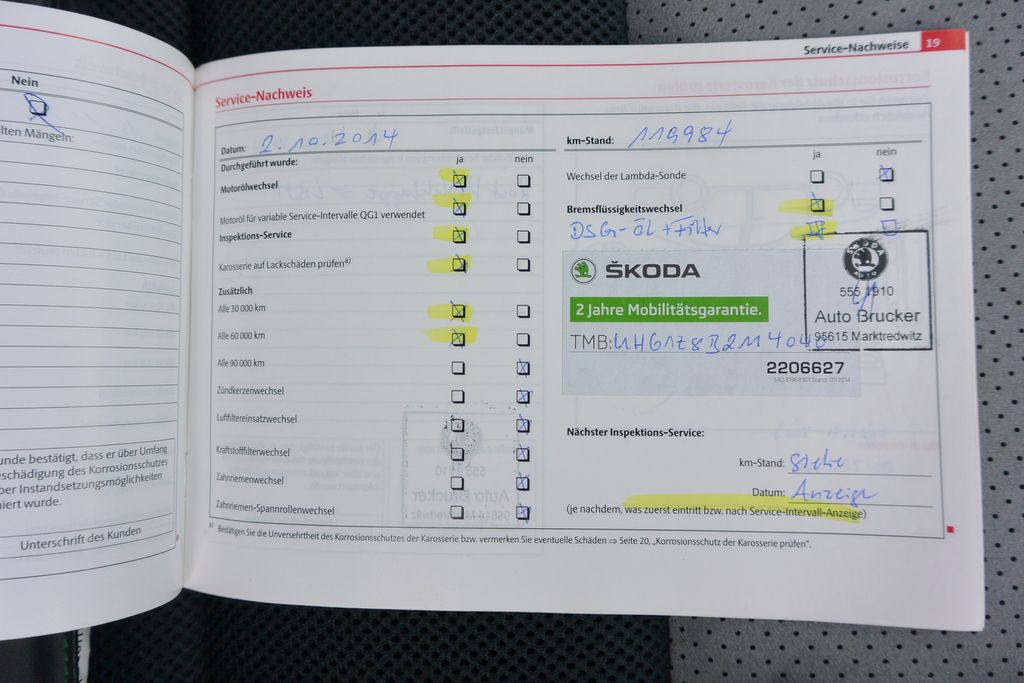 Nein
lten Mängeln:
unde bestätigt, dass er über Umfang
eschädigung des Korrosionsschutzes
ber Instandsetzungsmöglichkeiten
niert wurde.
Unterschrift des Kunden
Service-Nachweise 19
Service-Nachweis
Datum: 2.10.2014
Durchgeführt wurde: ja nein
Motorölwechsel
Motoröl für variable Service-Intervalle QG1 verwendet
Inspektions-Service
Karosserie auf Lackschäden prüfen a)
Zusätzlich
Alle 30 000 km
Alle 60 000 km
Alle 90 000 km
Zündkerzenwechsel
Luftfiltereinsatzwechsel
Kraftstofffilterwechsel
Zahnriemenwechsel
Zahnriemen-Spannrollenwechsel
km-Stand: 119984
ja nein
Wechsel der Lambda-Sonde
Bremsflüssigkeitswechsel
DSG-Öl + Filter
ŠKODA
2 Jahre Mobilitätsgarantie.
TMB:
2206627
SKODA
AUTO
555 1910
Auto Brucker
95615 Marktredwitz
Nächster Inspektions-Service:
km-Stand: Siehe
Datum: Anzeige
(je nachdem, was zuerst eintritt bzw. nach Service-Intervall-Anzeige)
a) Bestätigen Sie die Unversehrtheit des Korrosionsschutzes der Karosserie bzw. vermerken Sie eventuelle Schäden ⇒ Seite 20, „Korrosionsschutz der Karosserie prüfen".